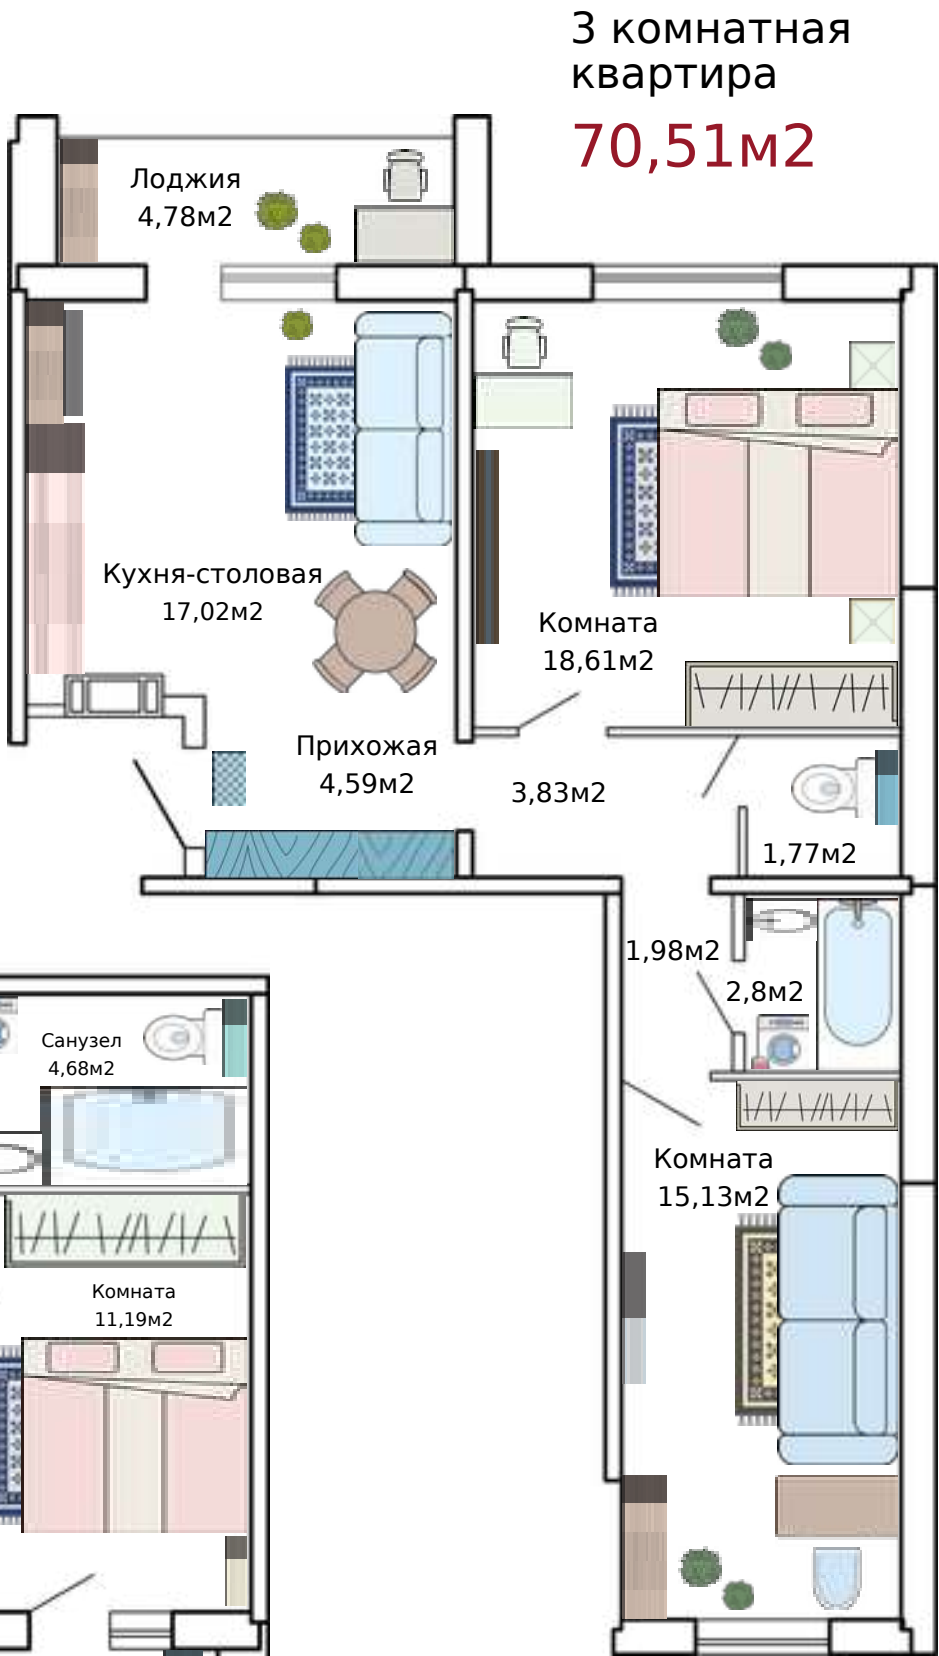 3 комнатная
квартира
70,51м2
Лоджия
4,78м2
Кухня-столовая
17,02м2
Комната
18,61м2
Прихожая
4,59м2
3,83м2
1,77м2
1,98м2
2,8м2
Санузел
4,68м2
Комната
15,13м2
Комната
11,19м2